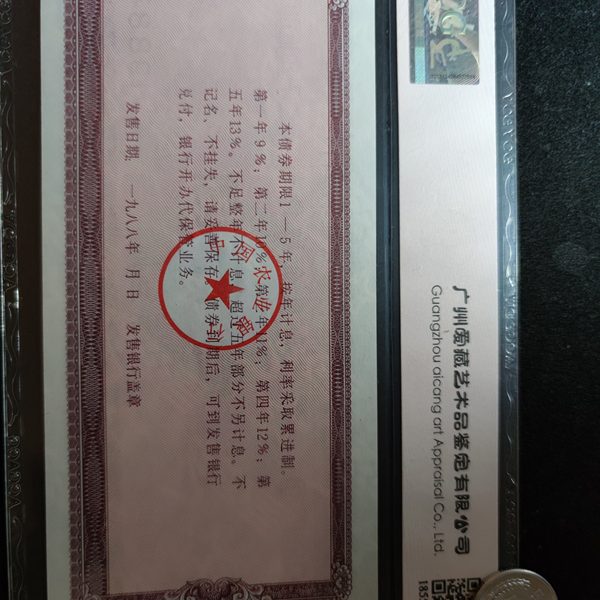 本债券期限1—5年，按年计息，利率采取累进制。
第一年9%；第二年10%；第三年11%；第四年12%；第
五年13%。不足整年不计息，超过五年部分不另计息。不
记名、不挂失，请妥善保存，债券到期后，可到发售银行
兑付，银行开办代保管业务。
发售日期：一九八八年 月 日 发售银行盖章
广州爱藏艺术品鉴定有限公司
Guangzhou aicang art Appraisal Co., Ltd.